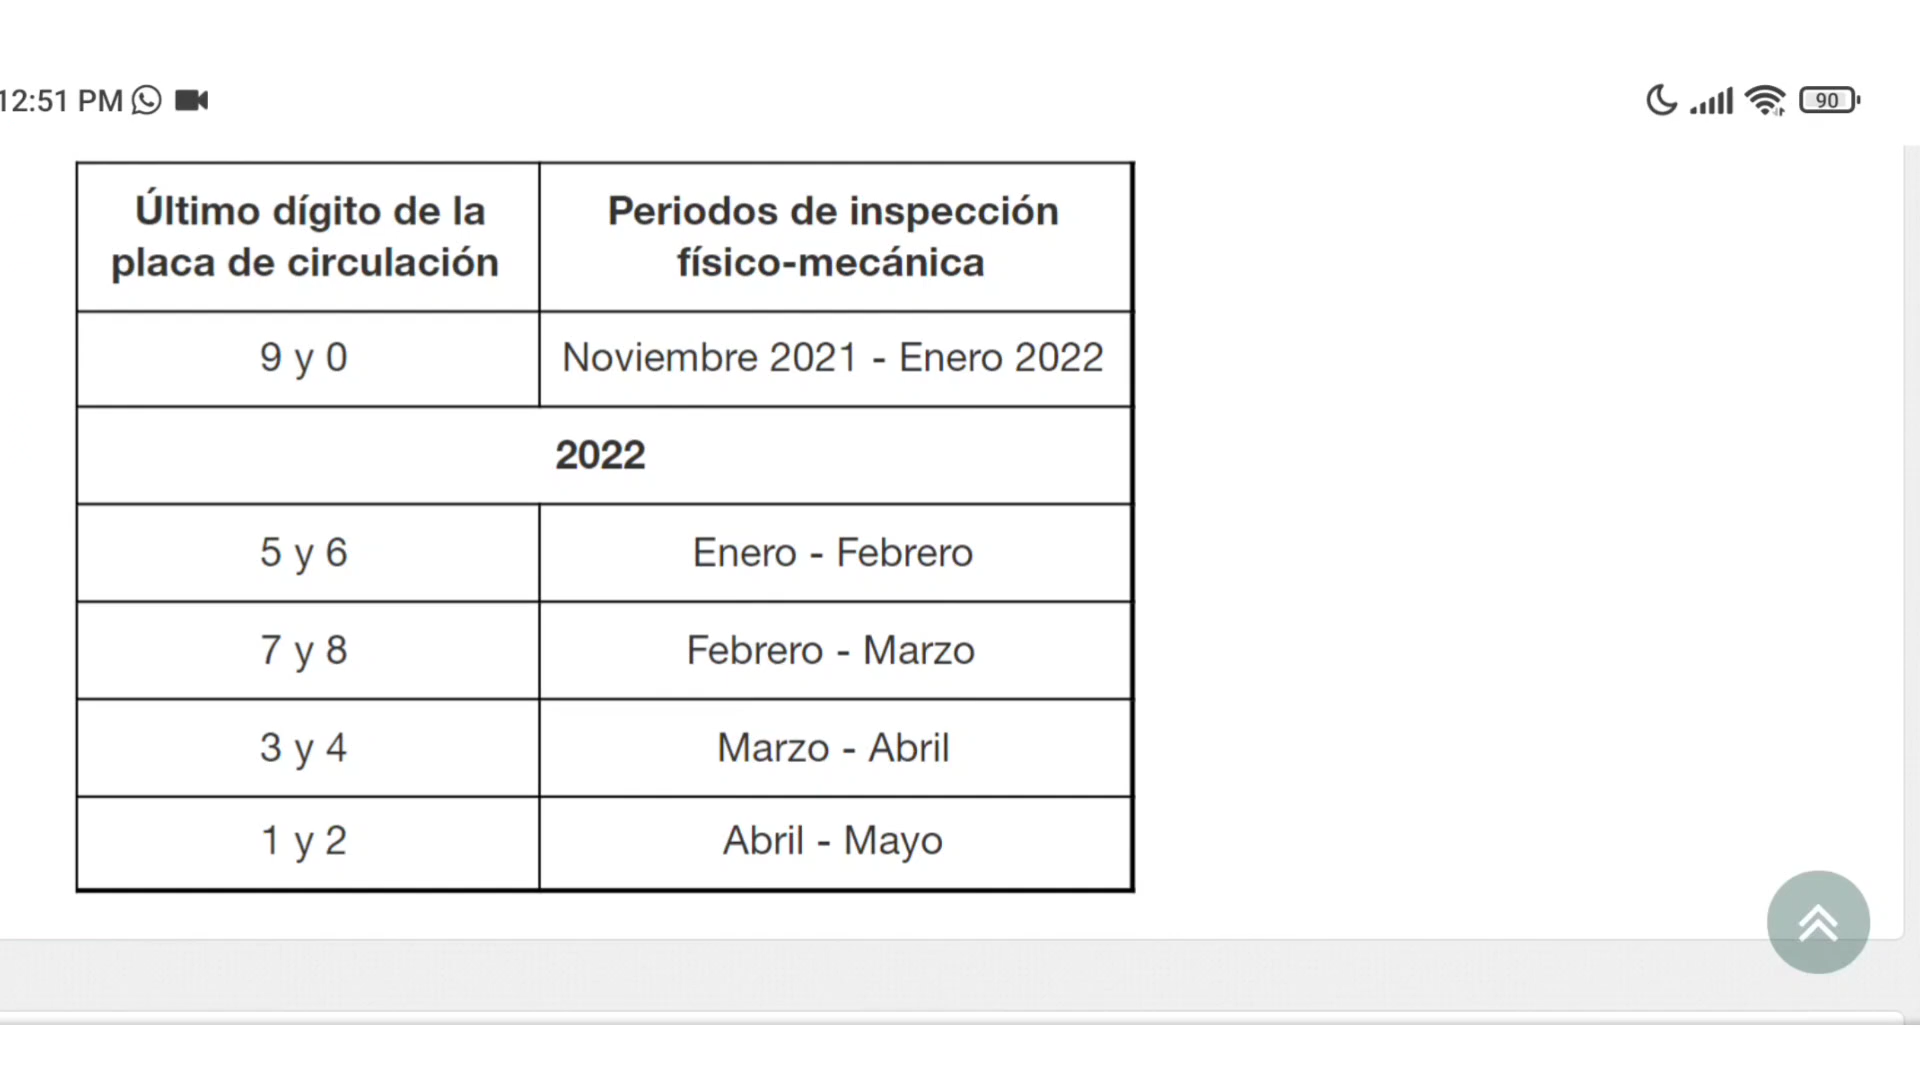 12:51 PM
90
Último dígito de la
placa de circulación
Periodos de inspección
físico-mecánica
9 y 0
Noviembre 2021 - Enero 2022
2022
5 y 6
Enero - Febrero
7 y 8
Febrero - Marzo
3 y 4
Marzo - Abril
1 y 2
Abril - Mayo